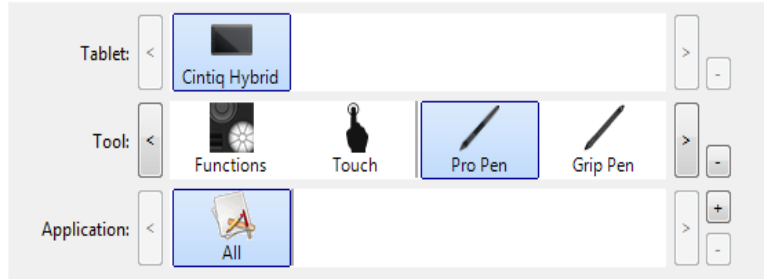 Tablet: < Cintiq Hybrid > -
Tool: < Functions Touch Pro Pen Grip Pen > -
Application: < All > + -